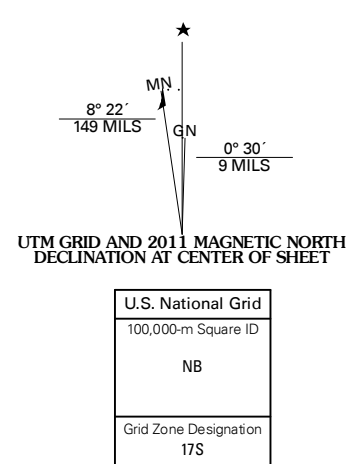 ★
MN
8° 22´
149 MILS
GN
0° 30´
9 MILS
UTM GRID AND 2011 MAGNETIC NORTH
DECLINATION AT CENTER OF SHEET
U.S. National Grid
100,000-m Square ID
NB
Grid Zone Designation
17S